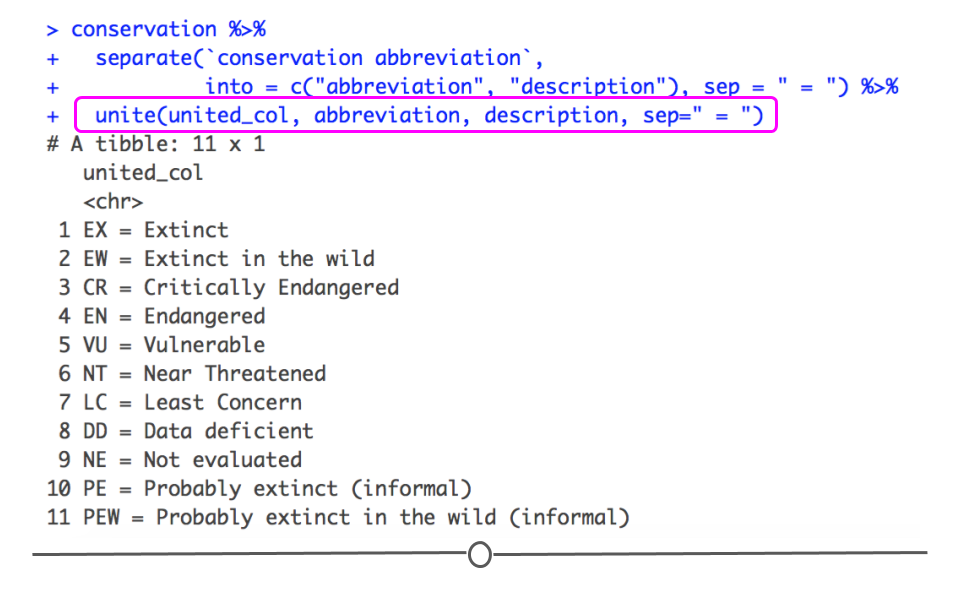 > conservation %>%
+   separate(`conservation abbreviation`,
+            into = c("abbreviation", "description"), sep = " = ") %>%
+   unite(united_col, abbreviation, description, sep=" = ")
# A tibble: 11 x 1
   united_col
   <chr>
 1 EX = Extinct
 2 EW = Extinct in the wild
 3 CR = Critically Endangered
 4 EN = Endangered
 5 VU = Vulnerable
 6 NT = Near Threatened
 7 LC = Least Concern
 8 DD = Data deficient
 9 NE = Not evaluated
10 PE = Probably extinct (informal)
11 PEW = Probably extinct in the wild (informal)